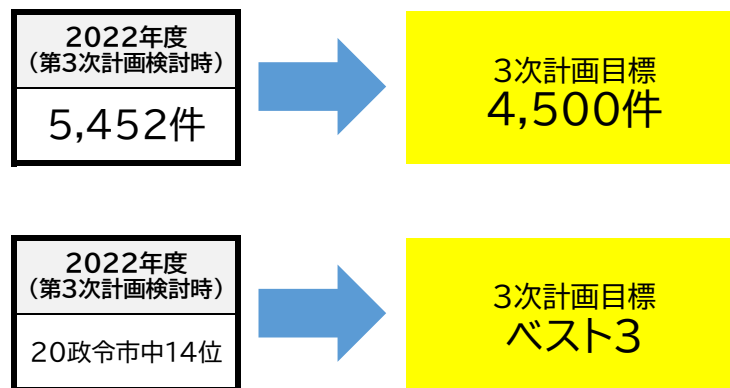 2022年度
(第3次計画検討時)
5,452件
3次計画目標
4,500件
2022年度
(第3次計画検討時)
20政令市中14位
3次計画目標
ベスト3